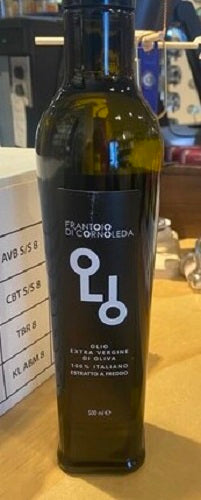 FRANTOIO
DI CORNOLEDA
OLIO
OLIO
EXTRA VERGINE
DI OLIVA
100% ITALIANO
ESTRATTO A FREDDO
500 ml e
AVB S/S 8
CBT S/S 8
TBR 8
KL ABM 8